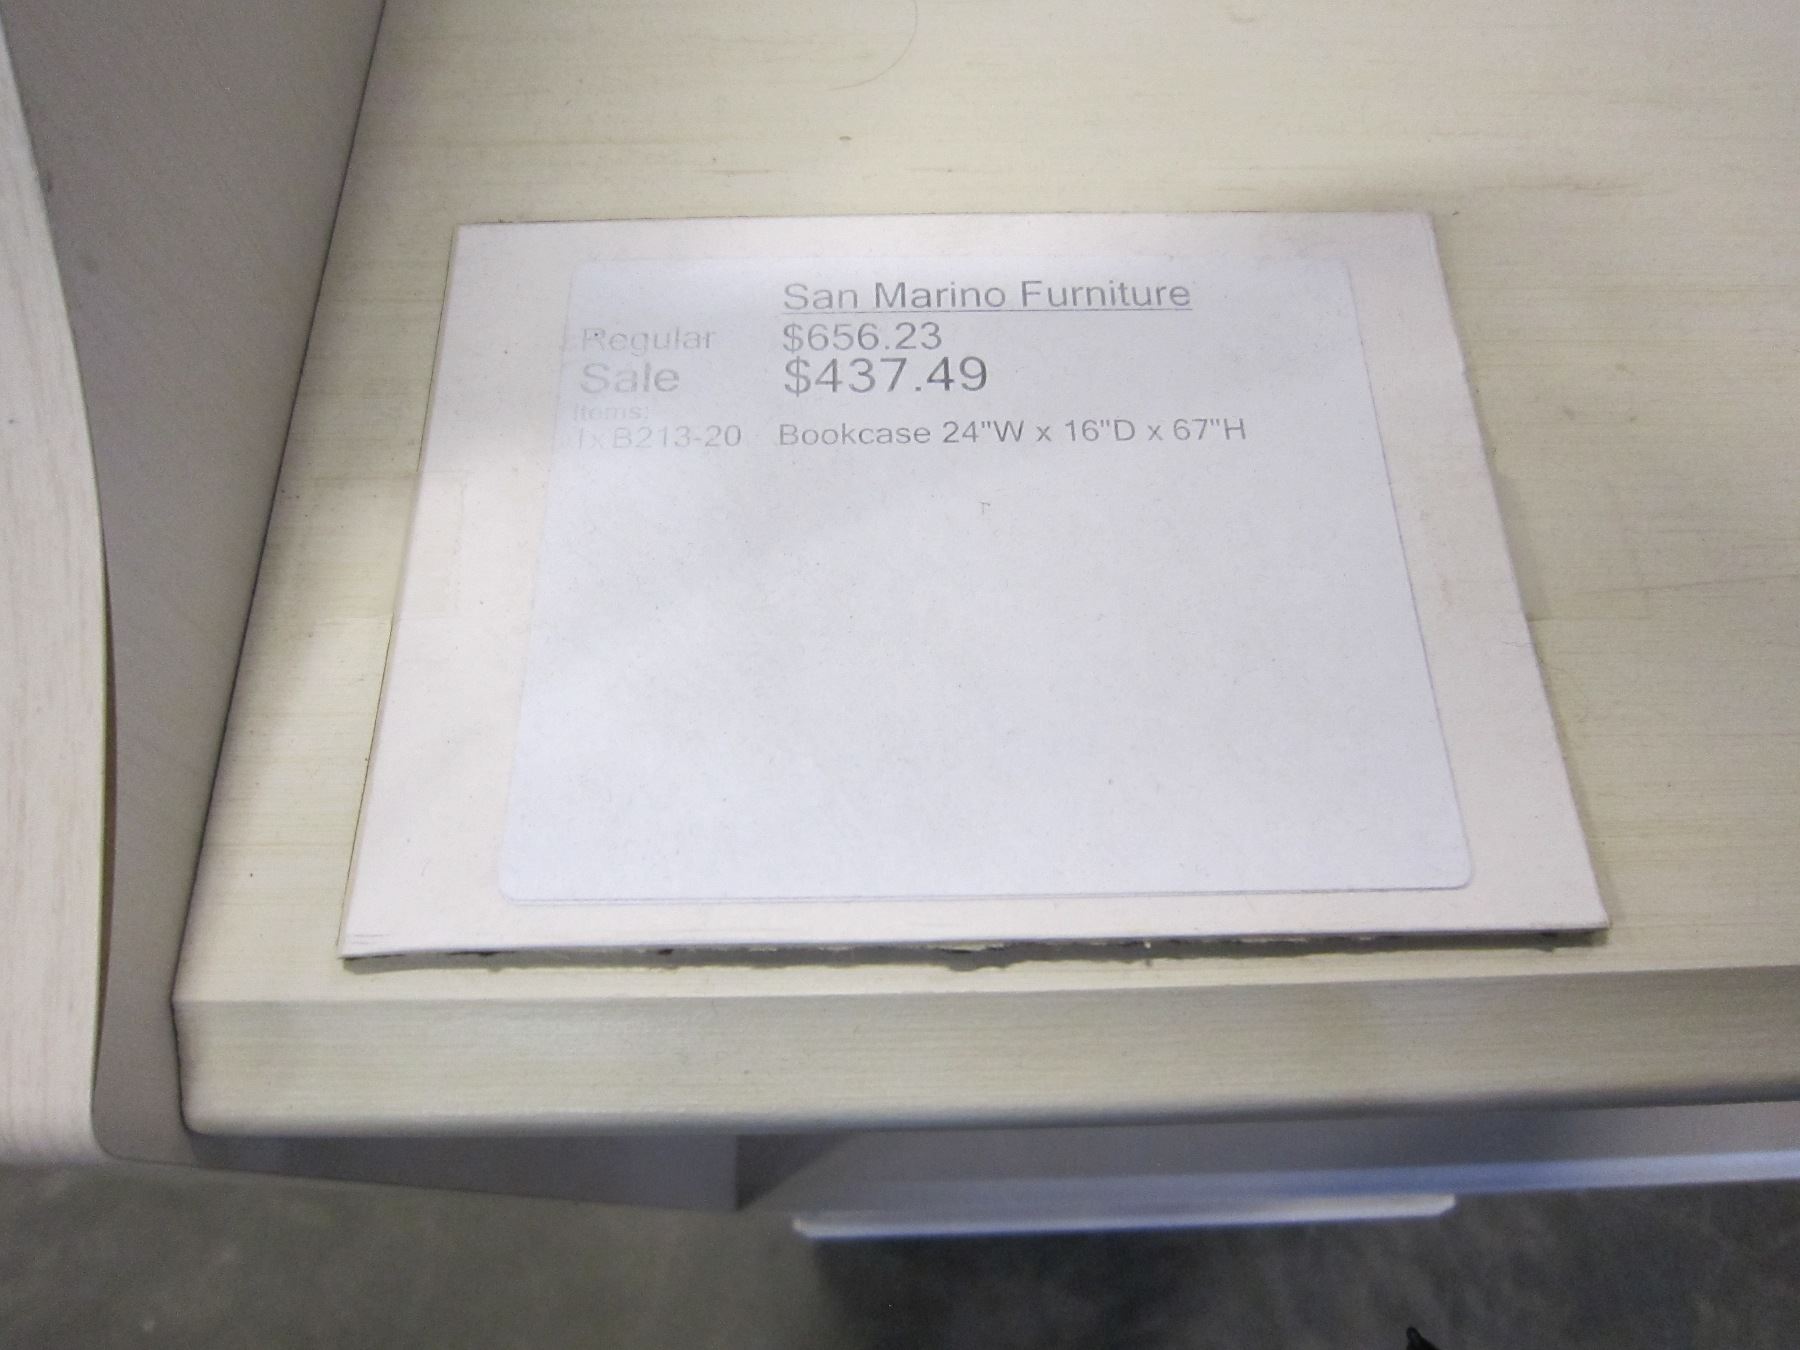 San Marino Furniture
Regular $656.23
Sale $437.49
Items:
1x B213-20 Bookcase 24"W x 16"D x 67"H